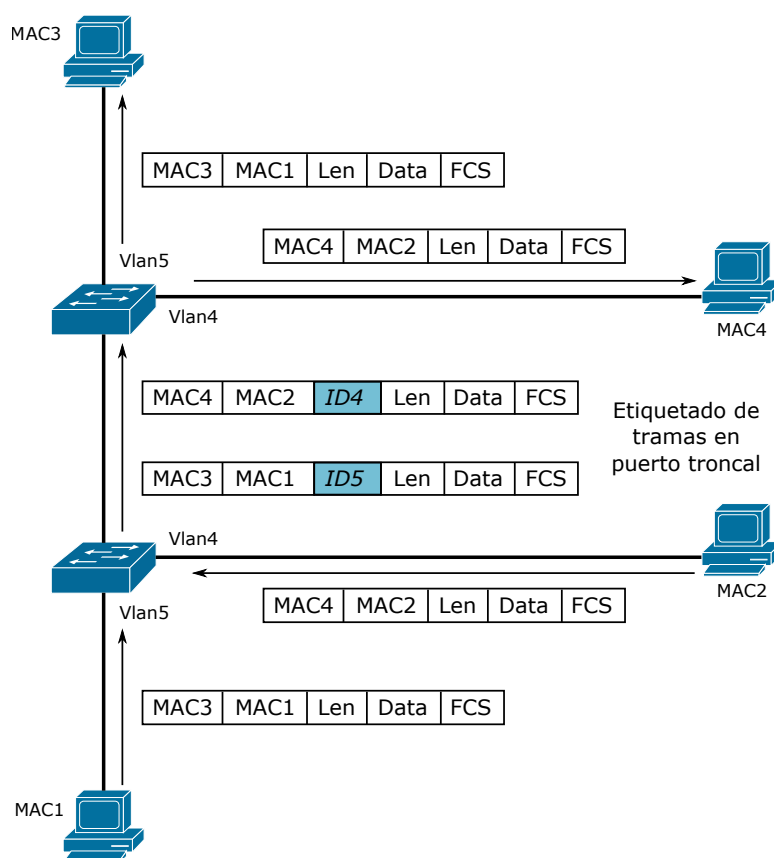 MAC3
MAC3 MAC1 Len Data FCS
MAC4 MAC2 Len Data FCS
Vlan5
Vlan4
MAC4
MAC4 MAC2 ID4 Len Data FCS
Etiquetado de
tramas en
puerto troncal
MAC3 MAC1 ID5 Len Data FCS
Vlan4
MAC2
MAC4 MAC2 Len Data FCS
Vlan5
MAC3 MAC1 Len Data FCS
MAC1